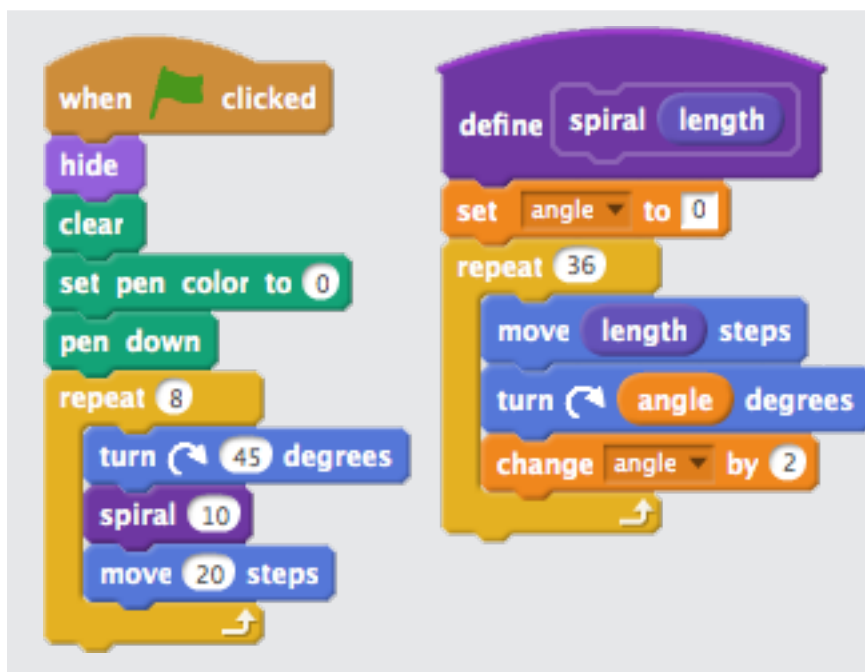 when clicked
hide
clear
set pen color to 0
pen down
repeat 8
turn 45 degrees
spiral 10
move 20 steps
define spiral length
set angle to 0
repeat 36
move length steps
turn angle degrees
change angle by 2